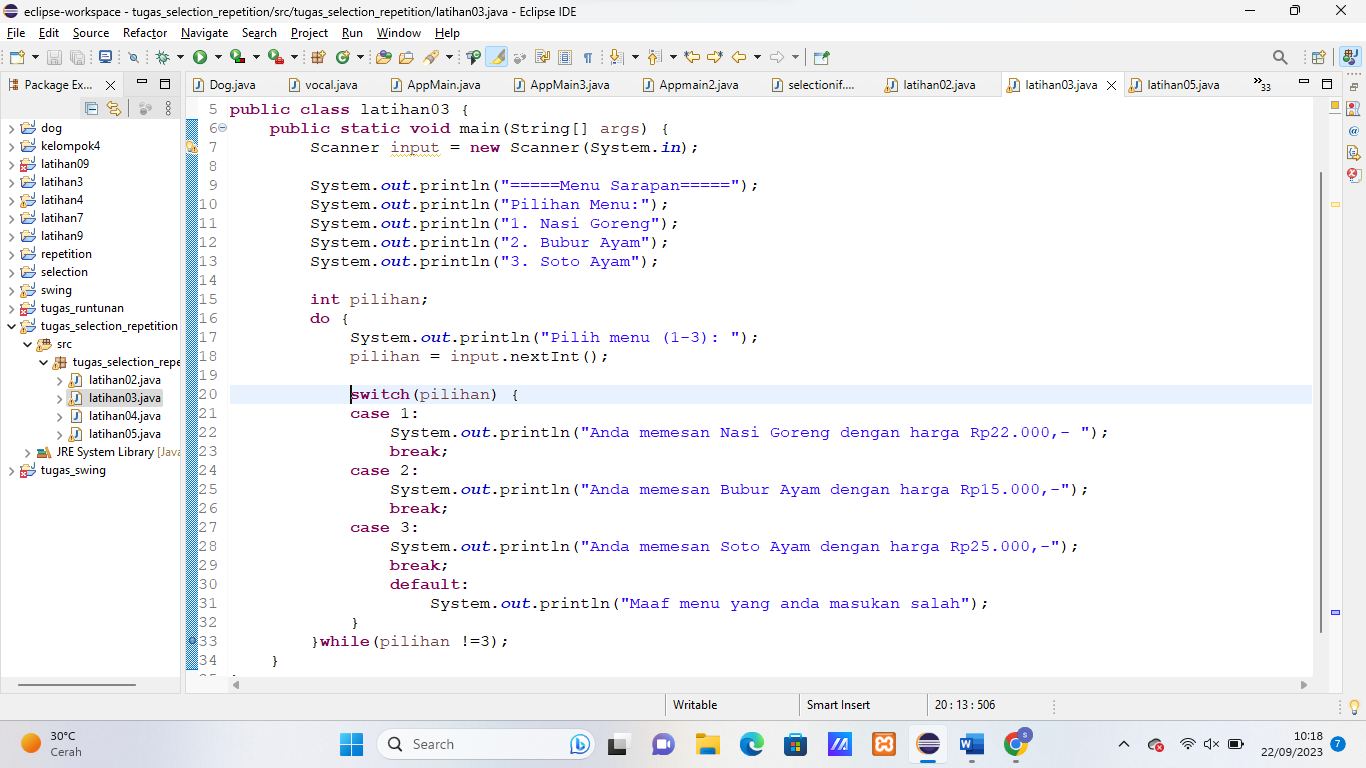 eclipse-workspace - tugas_selection_repetition/src/tugas_selection_repetition/latihan03.java - Eclipse IDE
File Edit Source Refactor Navigate Search Project Run Window Help
Package Ex...
Dog.java vocal.java AppMain.java AppMain3.java Appmain2.java selectionif.... latihan02.java latihan03.java latihan05.java »33
dog
kelompok4
latihan09
latihan3
latihan4
latihan7
latihan9
repetition
selection
swing
tugas_runtunan
tugas_selection_repetition
src
tugas_selection_repe
latihan02.java
latihan03.java
latihan04.java
latihan05.java
JRE System Library [Java
tugas_swing
5 public class latihan03 {
6 public static void main(String[] args) {
7 Scanner input = new Scanner(System.in);
8
9 System.out.println("=====Menu Sarapan=====");
10 System.out.println("Pilihan Menu:");
11 System.out.println("1. Nasi Goreng");
12 System.out.println("2. Bubur Ayam");
13 System.out.println("3. Soto Ayam");
14
15 int pilihan;
16 do {
17 System.out.println("Pilih menu (1-3): ");
18 pilihan = input.nextInt();
19
20 switch(pilihan) {
21 case 1:
22 System.out.println("Anda memesan Nasi Goreng dengan harga Rp22.000,- ");
23 break;
24 case 2:
25 System.out.println("Anda memesan Bubur Ayam dengan harga Rp15.000,-");
26 break;
27 case 3:
28 System.out.println("Anda memesan Soto Ayam dengan harga Rp25.000,-");
29 break;
30 default:
31 System.out.println("Maaf menu yang anda masukan salah");
32 }
33 }while(pilihan !=3);
34 }
Writable Smart Insert 20 : 13 : 506
30°C
Cerah
Search
10:18
22/09/2023
7